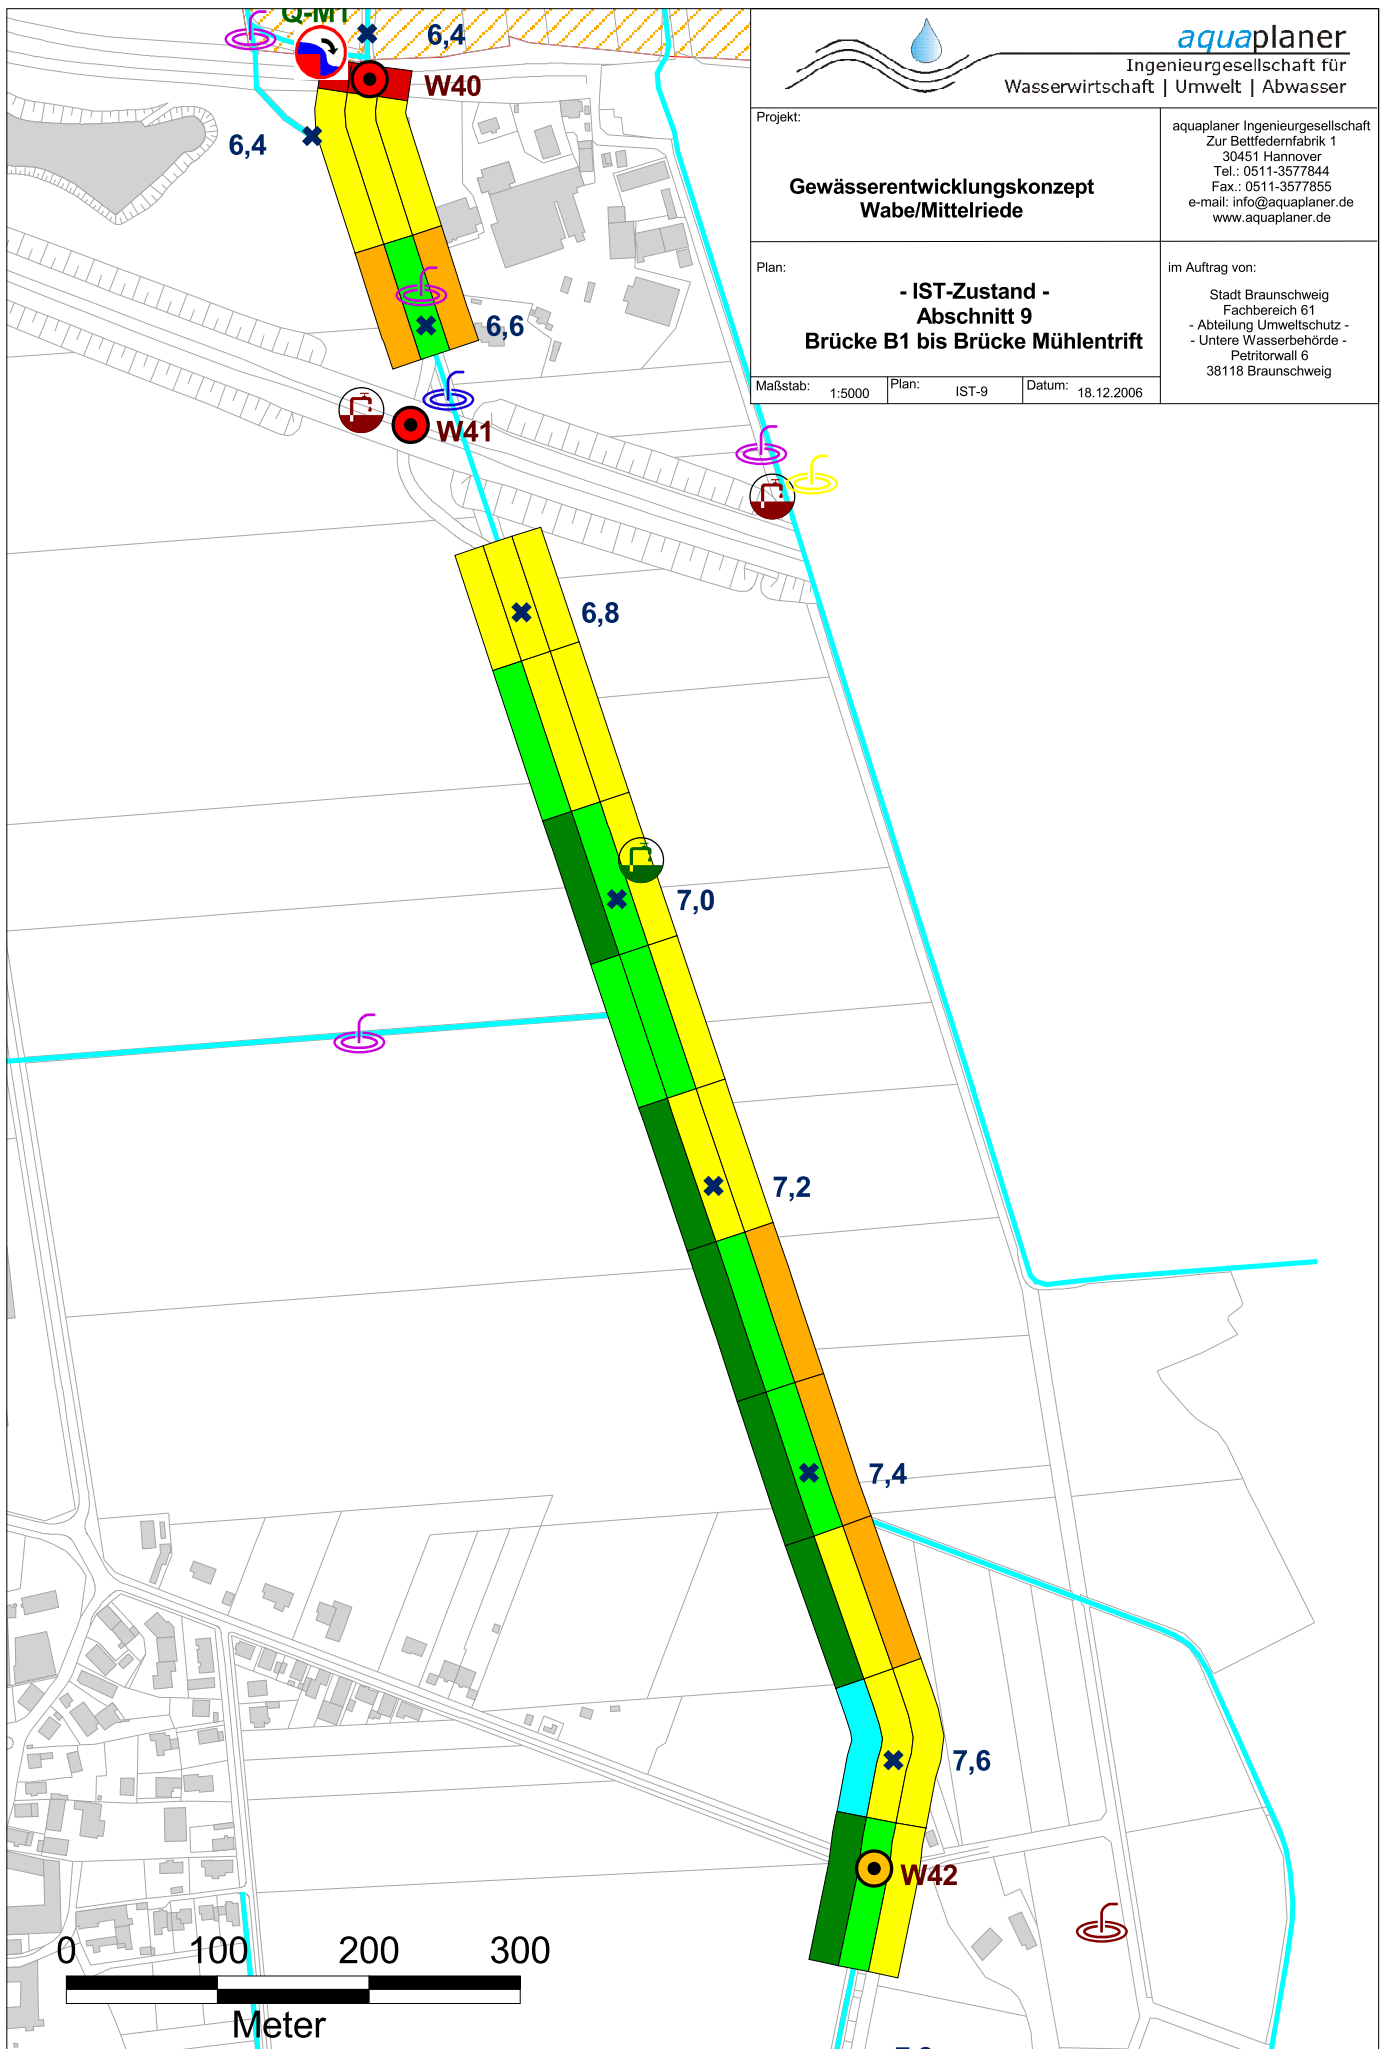 Q-M1
6,4
W40
6,4
6,6
W41
6,8
7,0
7,2
7,4
7,6
W42
aquaplaner
Ingenieurgesellschaft für
Wasserwirtschaft | Umwelt | Abwasser
Projekt:
Gewässerentwicklungskonzept
Wabe/Mittelriede
aquaplaner Ingenieurgesellschaft
Zur Bettfedernfabrik 1
30451 Hannover
Tel.: 0511-3577844
Fax.: 0511-3577855
e-mail: info@aquaplaner.de
www.aquaplaner.de
Plan:
- IST-Zustand -
Abschnitt 9
Brücke B1 bis Brücke Mühlentrift
im Auftrag von:
Stadt Braunschweig
Fachbereich 61
- Abteilung Umweltschutz -
- Untere Wasserbehörde -
Petritorwall 6
38118 Braunschweig
Maßstab: 1:5000
Plan: IST-9
Datum: 18.12.2006
0 100 200 300
Meter